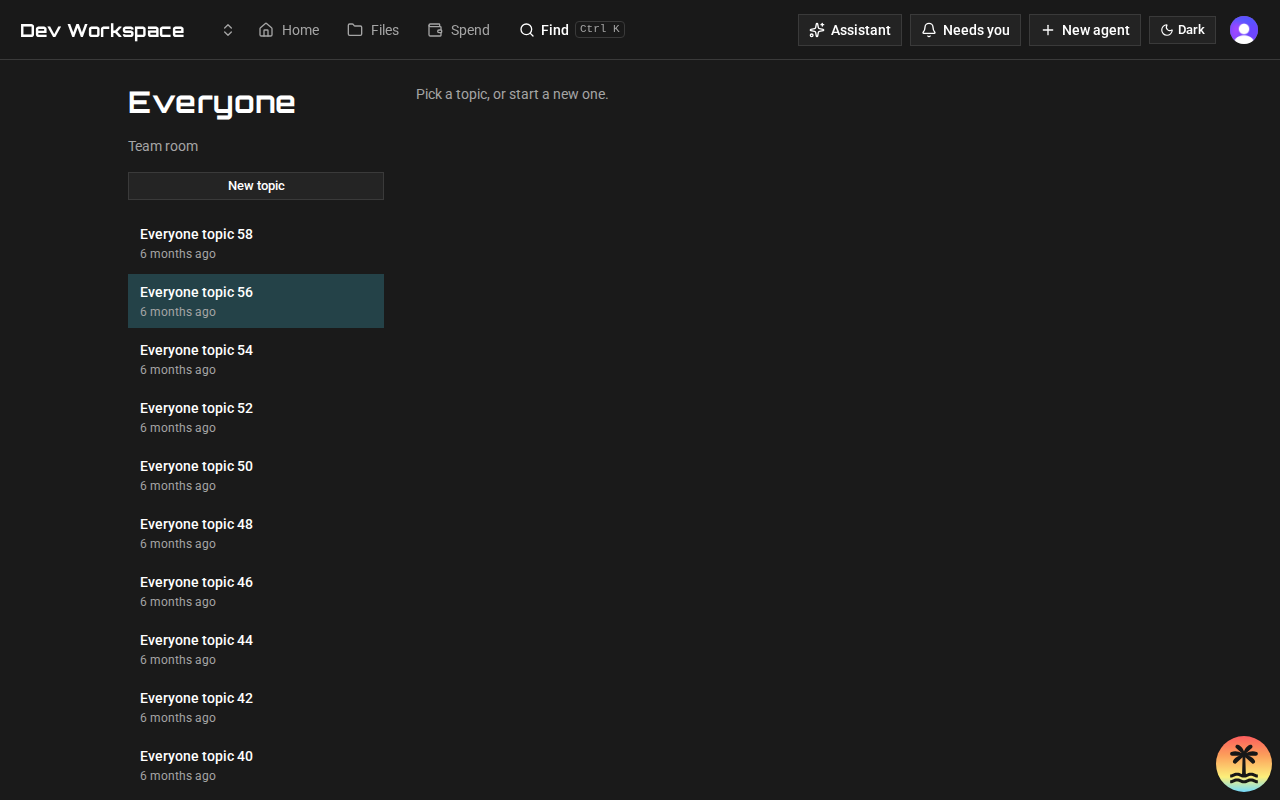 Dev Workspace
Home
Files
Spend
Find
Ctrl K
Assistant
Needs you
New agent
Dark
Everyone
Team room
New topic
Everyone topic 58
6 months ago
Everyone topic 56
6 months ago
Everyone topic 54
6 months ago
Everyone topic 52
6 months ago
Everyone topic 50
6 months ago
Everyone topic 48
6 months ago
Everyone topic 46
6 months ago
Everyone topic 44
6 months ago
Everyone topic 42
6 months ago
Everyone topic 40
6 months ago
Pick a topic, or start a new one.